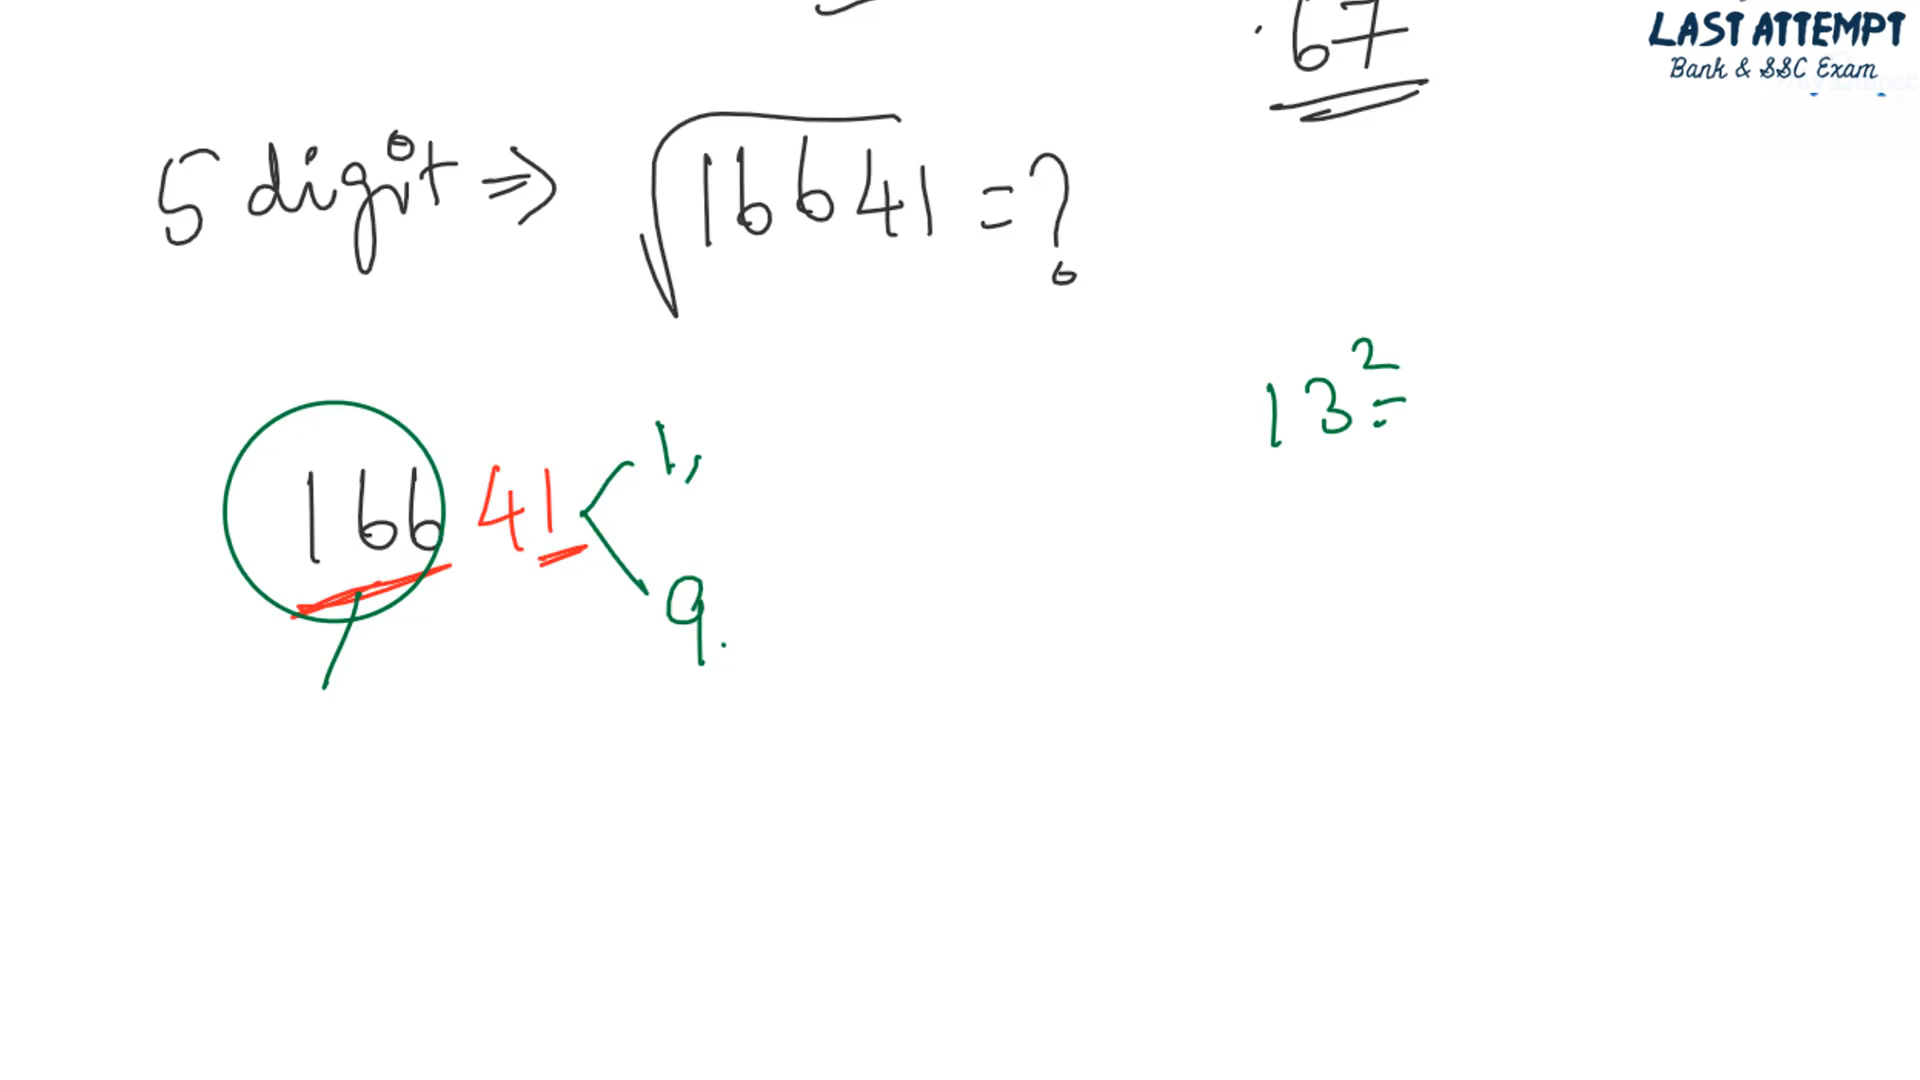 .67
LAST ATTEMPT
Bank & SSC Exam
5 digit ⇒ √16641 = ?
13² =
166 41
1,
9.